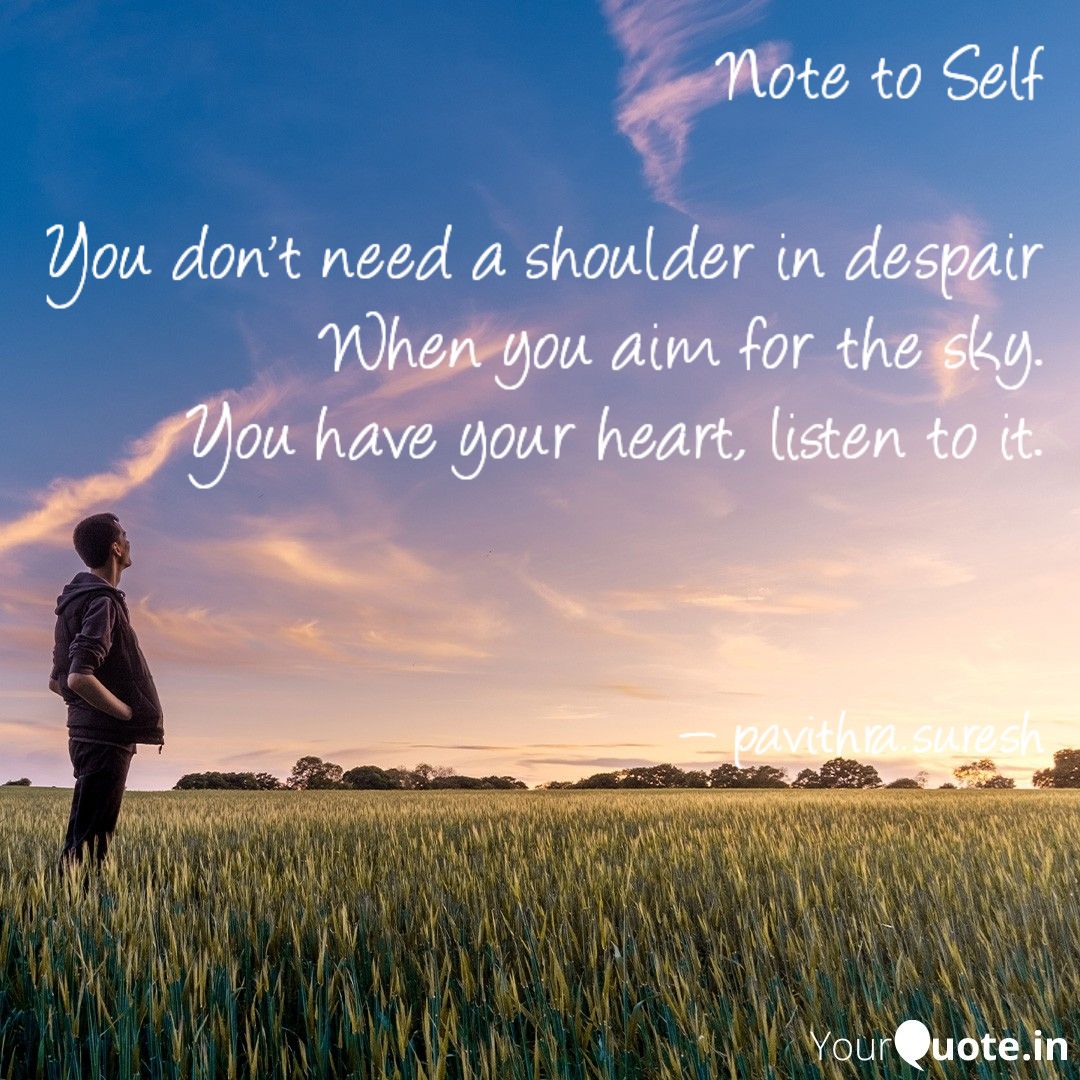 Note to Self
You don't need a shoulder in despair
When you aim for the sky.
You have your heart, listen to it.
– pavithra suresh
YourQuote.in